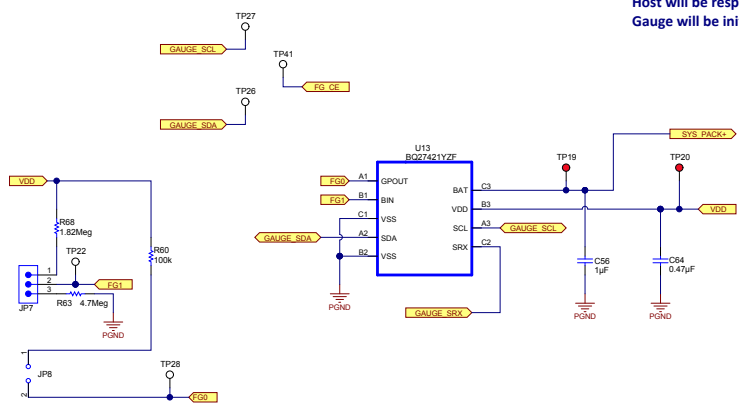 Host will be resp
Gauge will be ini
TP27
GAUGE_SCL
TP41
FG_CE
TP26
GAUGE_SDA
U13
BQ27421YZF
SYS_PACK+
TP19
TP20
VDD
FG0
A1
GPOUT
FG1
B1
BIN
C1
VSS
GAUGE_SDA
A2
SDA
B2
VSS
BAT
C3
VDD
B3
VDD
SCL
A3
GAUGE_SCL
SRX
C2
R68
1.82Meg
TP22
R60
100k
1
2
3
FG1
JP7
R63
4.7Meg
PGND
C56
1µF
C64
0.47µF
PGND
PGND
PGND
GAUGE_SRX
1
JP8
2
TP28
FG0